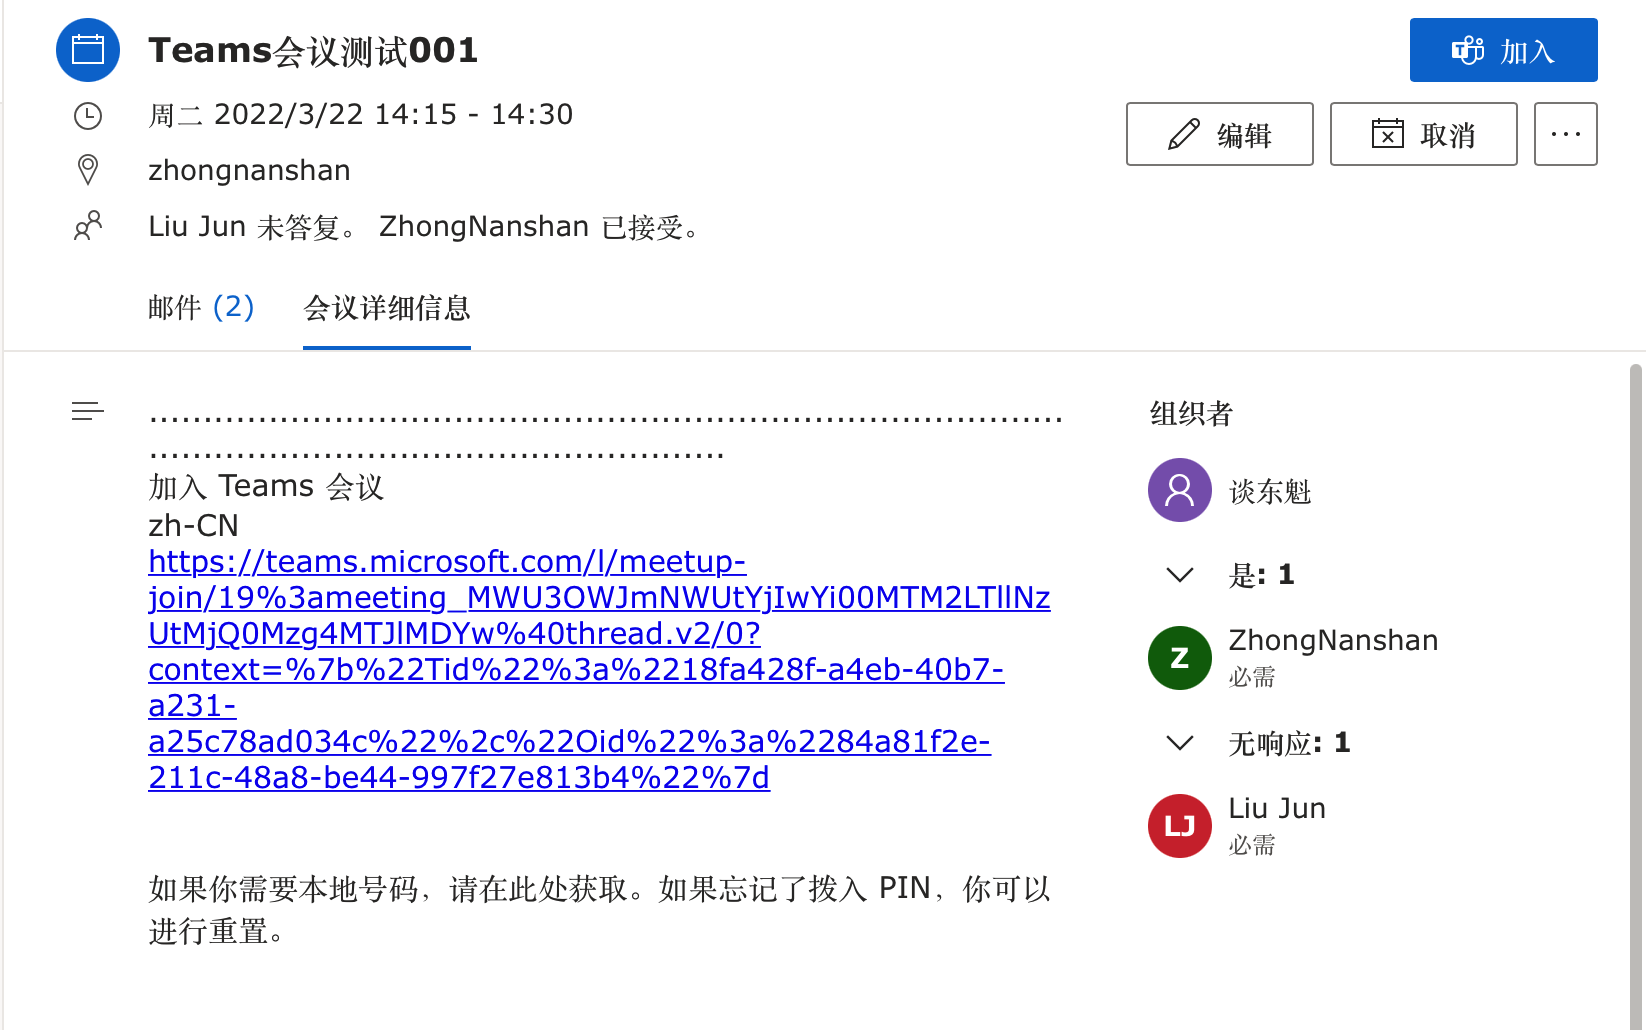 Teams会议测试001
加入
周二 2022/3/22 14:15 - 14:30
编辑
取消
···
zhongnanshan
Liu Jun 未答复。 ZhongNanshan 已接受。
邮件 (2)
会议详细信息
................................................................................
..................................................
加入 Teams 会议
zh-CN
https://teams.microsoft.com/l/meetup-
join/19%3ameeting_MWU3OWJmNWUtYjIwYi00MTM2LTllNz
UtMjQ0Mzg4MTJlMDYw%40thread.v2/0?
context=%7b%22Tid%22%3a%2218fa428f-a4eb-40b7-
a231-
a25c78ad034c%22%2c%22Oid%22%3a%2284a81f2e-
211c-48a8-be44-997f27e813b4%22%7d
如果你需要本地号码，请在此处获取。如果忘记了拨入 PIN，你可以
进行重置。
组织者
谈东魁
是: 1
Z
ZhongNanshan
必需
无响应: 1
LJ
Liu Jun
必需